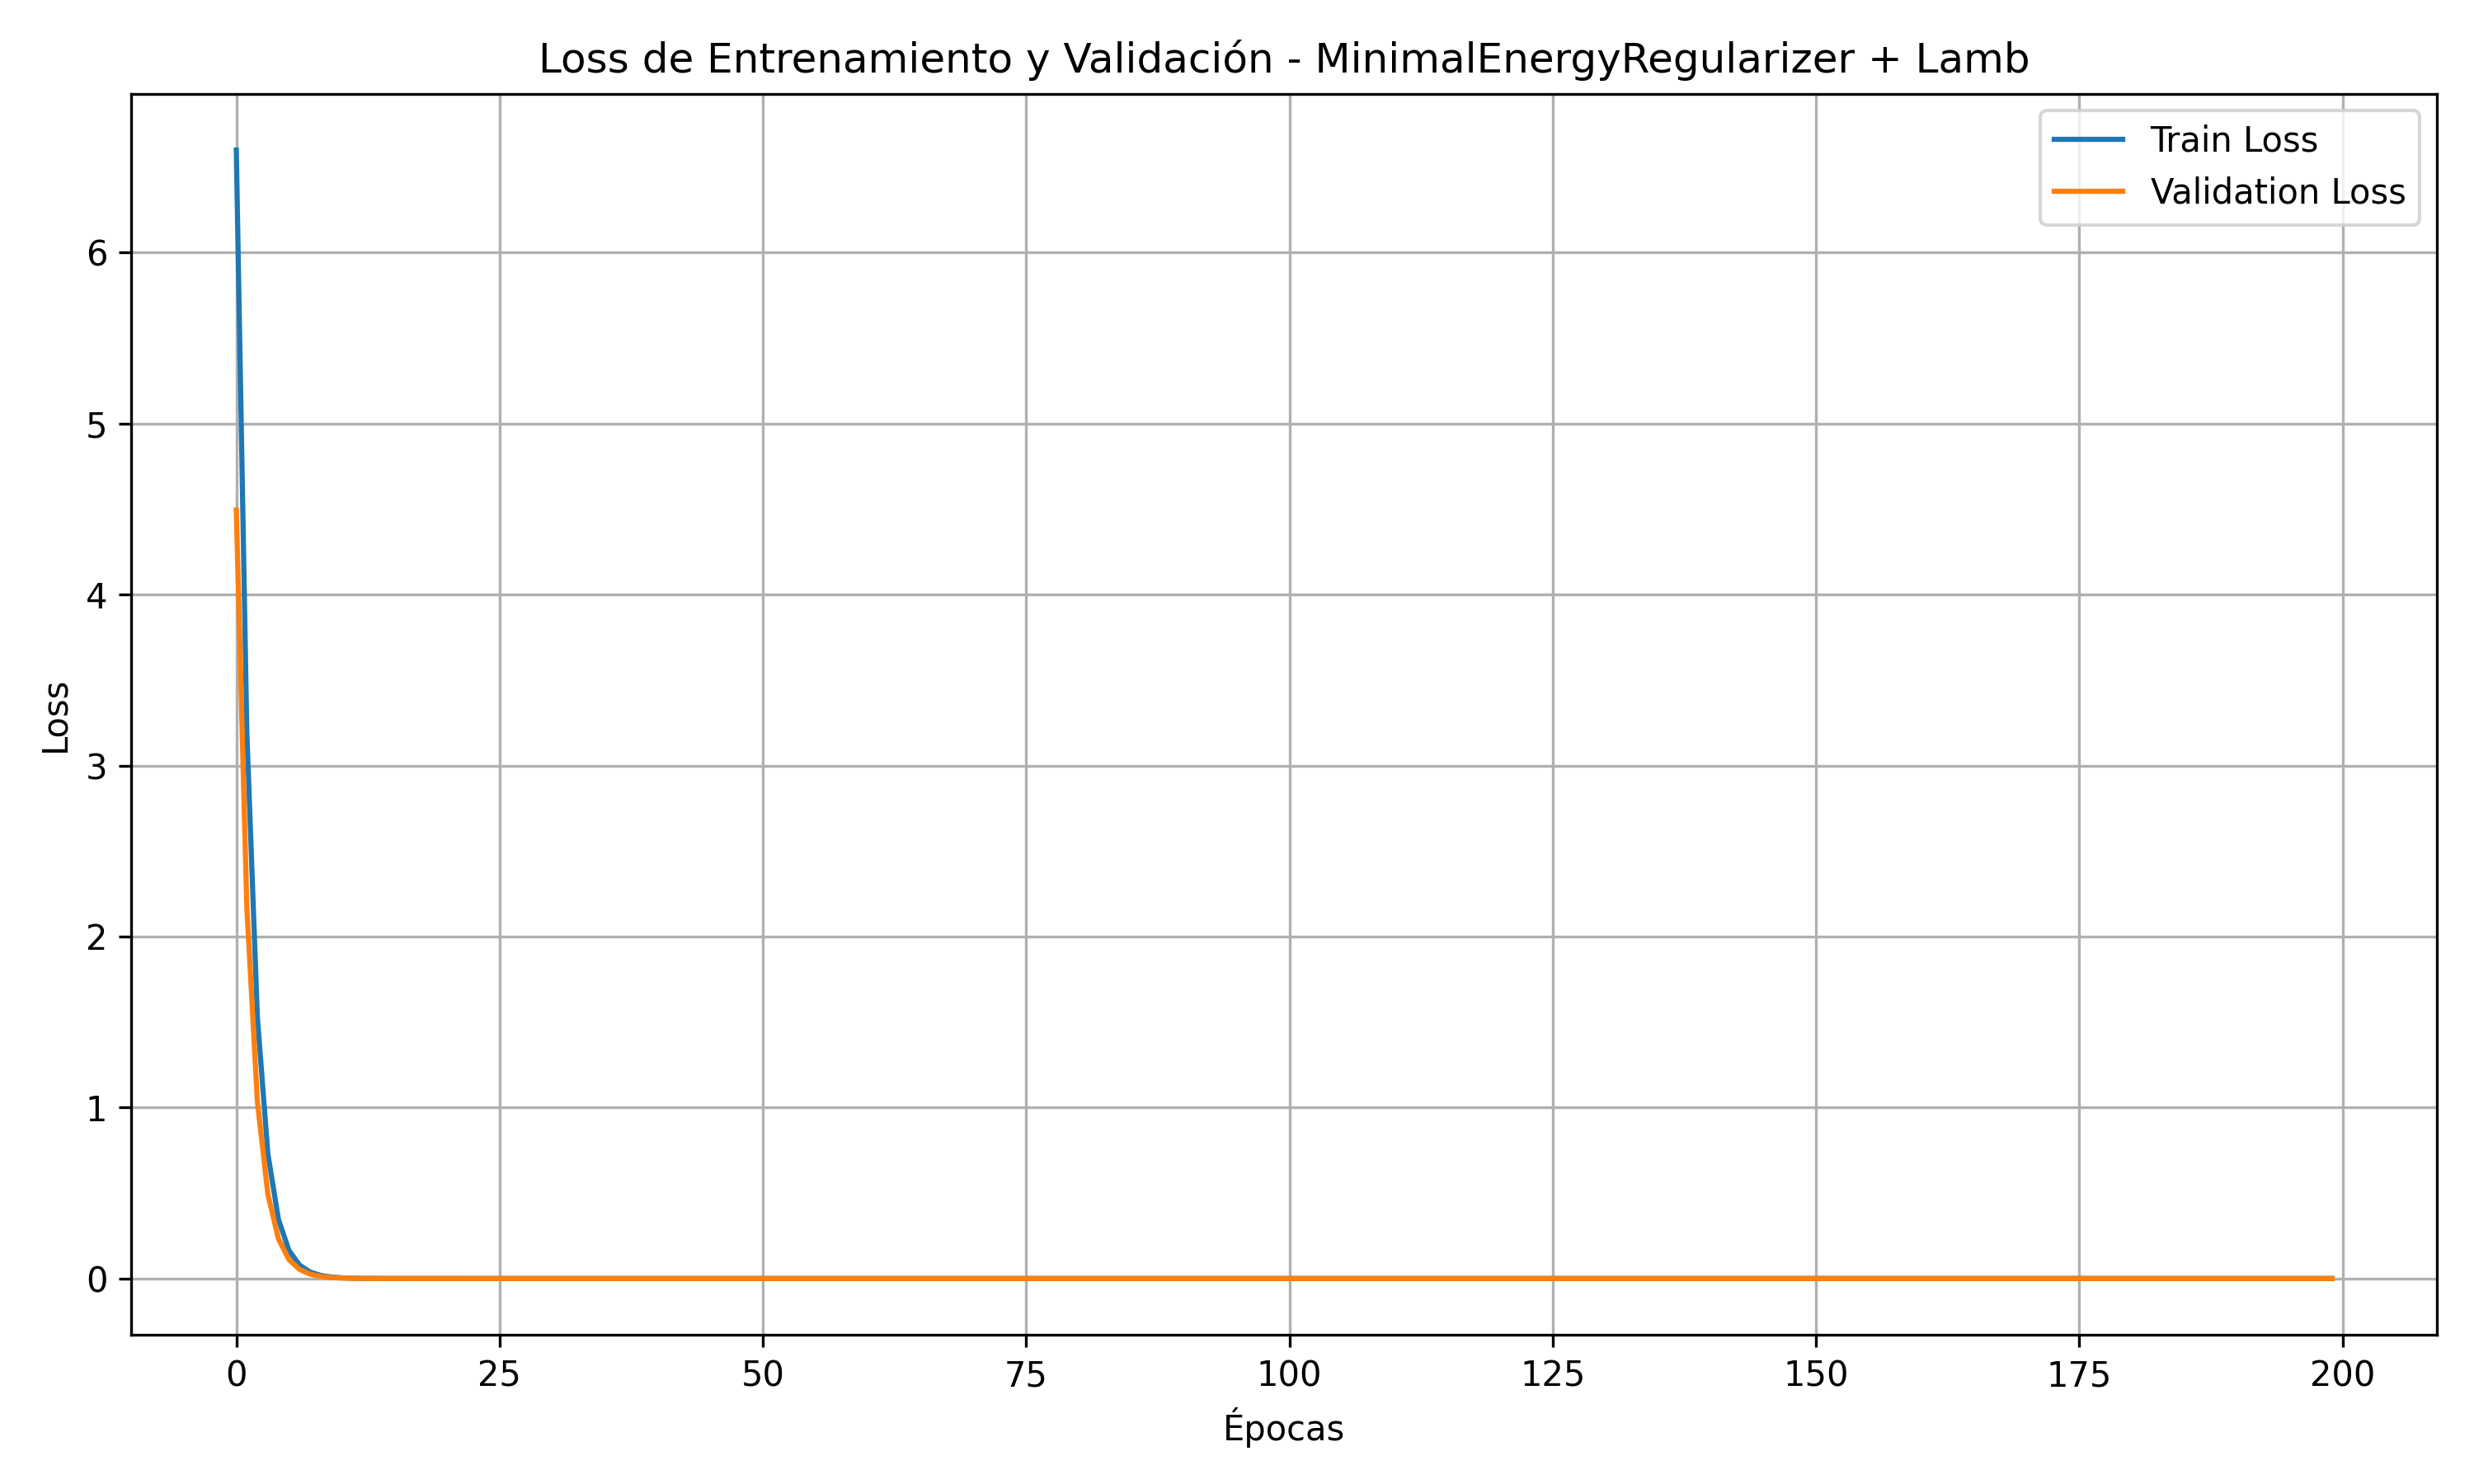 Loss de Entrenamiento y Validación - MinimalEnergyRegularizer + Lamb
Train Loss
Validation Loss
6
5
4
3
2
1
0
Loss
0 25 50 75 100 125 150 175 200
Épocas